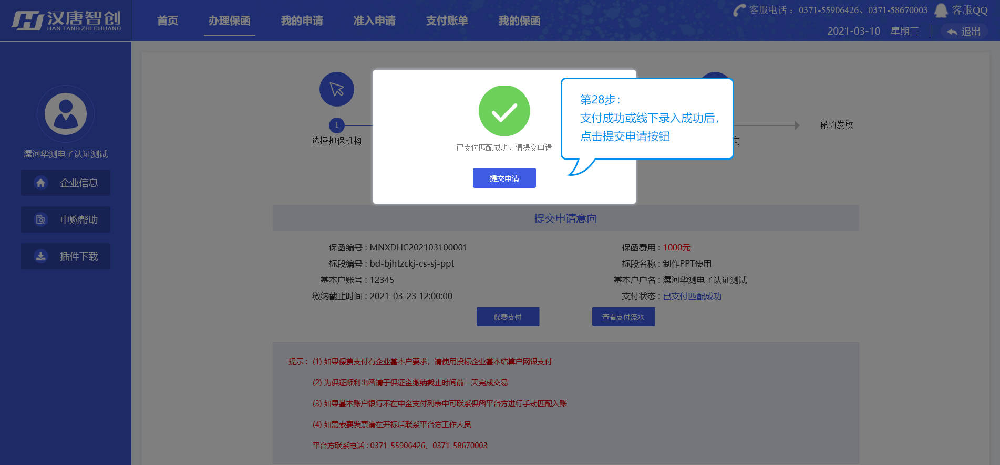 汉唐智创
HANTANGZHICHUANG
首页
办理保函
我的申请
准入申请
支付账单
我的保函
客服电话：0371-55906426、0371-58670003
客服QQ
2021-03-10 星期三
退出
漯河华测电子认证测试
企业信息
申购帮助
插件下载
1
选择担保机构
向
保函发放
已支付匹配成功，请提交申请
提交申请
第28步：
支付成功或线下录入成功后，
点击提交申请按钮
提交申请意向
保函编号：MNXDHC202103100001
保函费用：1000元
标段编号：bd-bjhtzckj-cs-sj-ppt
标段名称：制作PPT使用
基本户账号：12345
基本户户名：漯河华测电子认证测试
缴纳截止时间：2021-03-23 12:00:00
支付状态：已支付匹配成功
保费支付
查看支付流水
提示：(1) 如果保费支付有企业基本户要求，请使用投标企业基本结算户网银支付
(2) 为保证顺利出函请于保证金缴纳截止时间前一天完成交易
(3) 如果基本账户银行不在中金支付列表中可联系保函平台方进行手动匹配入账
(4) 如需索要发票请在开标后联系平台方工作人员
平台方联系电话：0371-55906426、0371-58670003